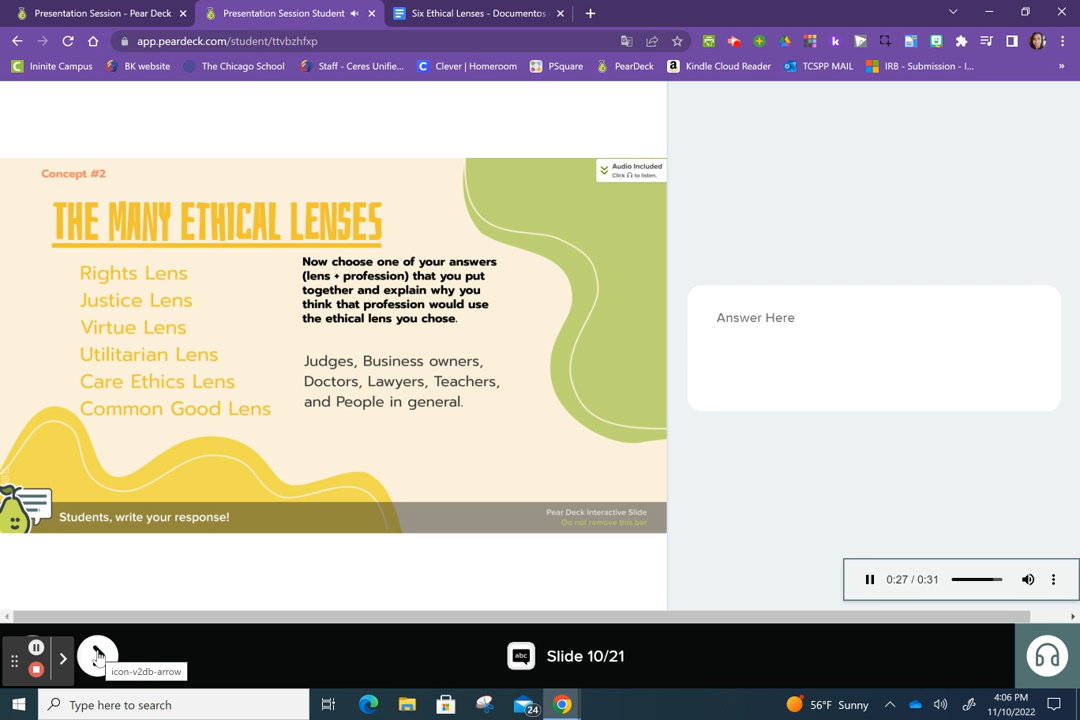 Presentation Session - Pear Deck
Presentation Session Student
Six Ethical Lenses - Documentos
app.peardeck.com/student/ttvbzhfxp
Ininite Campus
BK website
The Chicago School
Staff - Ceres Unifie...
Clever | Homeroom
PSquare
PearDeck
Kindle Cloud Reader
TCSPP MAIL
IRB - Submission - I...
»
Concept #2
Audio Included
Click to listen.
THE MANY ETHICAL LENSES
Rights Lens
Justice Lens
Virtue Lens
Utilitarian Lens
Care Ethics Lens
Common Good Lens
Now choose one of your answers
(lens + profession) that you put
together and explain why you
think that profession would use
the ethical lens you chose.
Judges, Business owners,
Doctors, Lawyers, Teachers,
and People in general.
Students, write your response!
Pear Deck Interactive Slide
Do not remove this bar
Answer Here
0:27 / 0:31
icon-v2db-arrow
abc
Slide 10/21
Type here to search
24
56°F Sunny
4:06 PM
11/10/2022